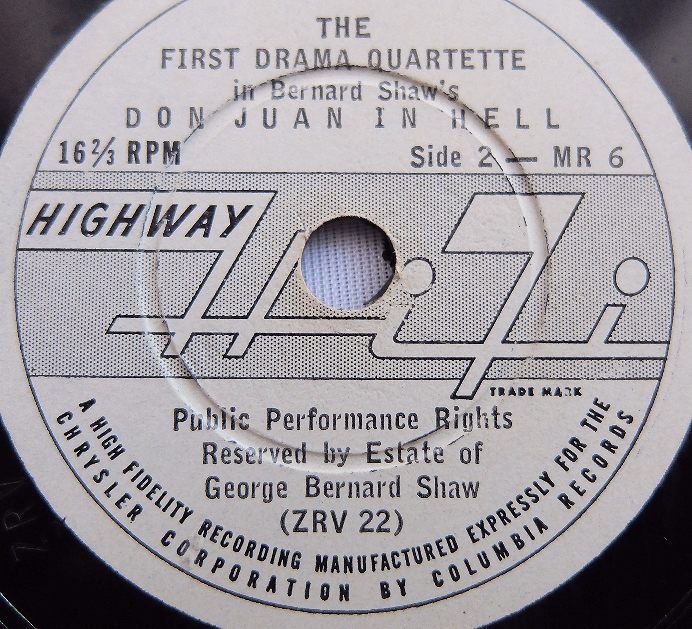 THE
FIRST DRAMA QUARTETTE
in Bernard Shaw's
DON JUAN IN HELL
16⅔ RPM
Side 2 — MR 6
HIGHWAY
Hi-Fi
TRADE MARK
Public Performance Rights
Reserved by Estate of
George Bernard Shaw
(ZRV 22)
A HIGH FIDELITY RECORDING MANUFACTURED EXPRESSLY FOR THE
CHRYSLER CORPORATION BY COLUMBIA RECORDS